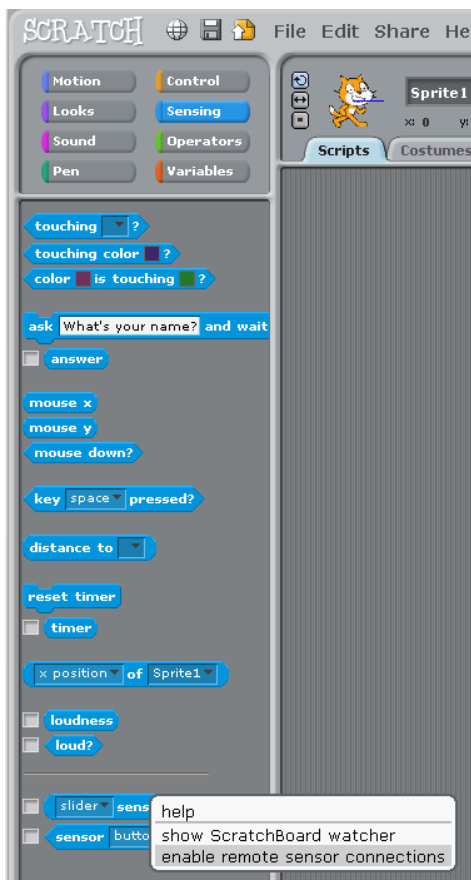 SCRATCH File Edit Share He
Motion Control
Looks Sensing
Sound Operators
Pen Variables
Sprite1
x: 0 y:
Scripts Costumes
touching ?
touching color ?
color is touching ?
ask What's your name? and wait
answer
mouse x
mouse y
mouse down?
key space pressed?
distance to
reset timer
timer
x position of Sprite1
loudness
loud?
slider sens
sensor butto
help
show ScratchBoard watcher
enable remote sensor connections